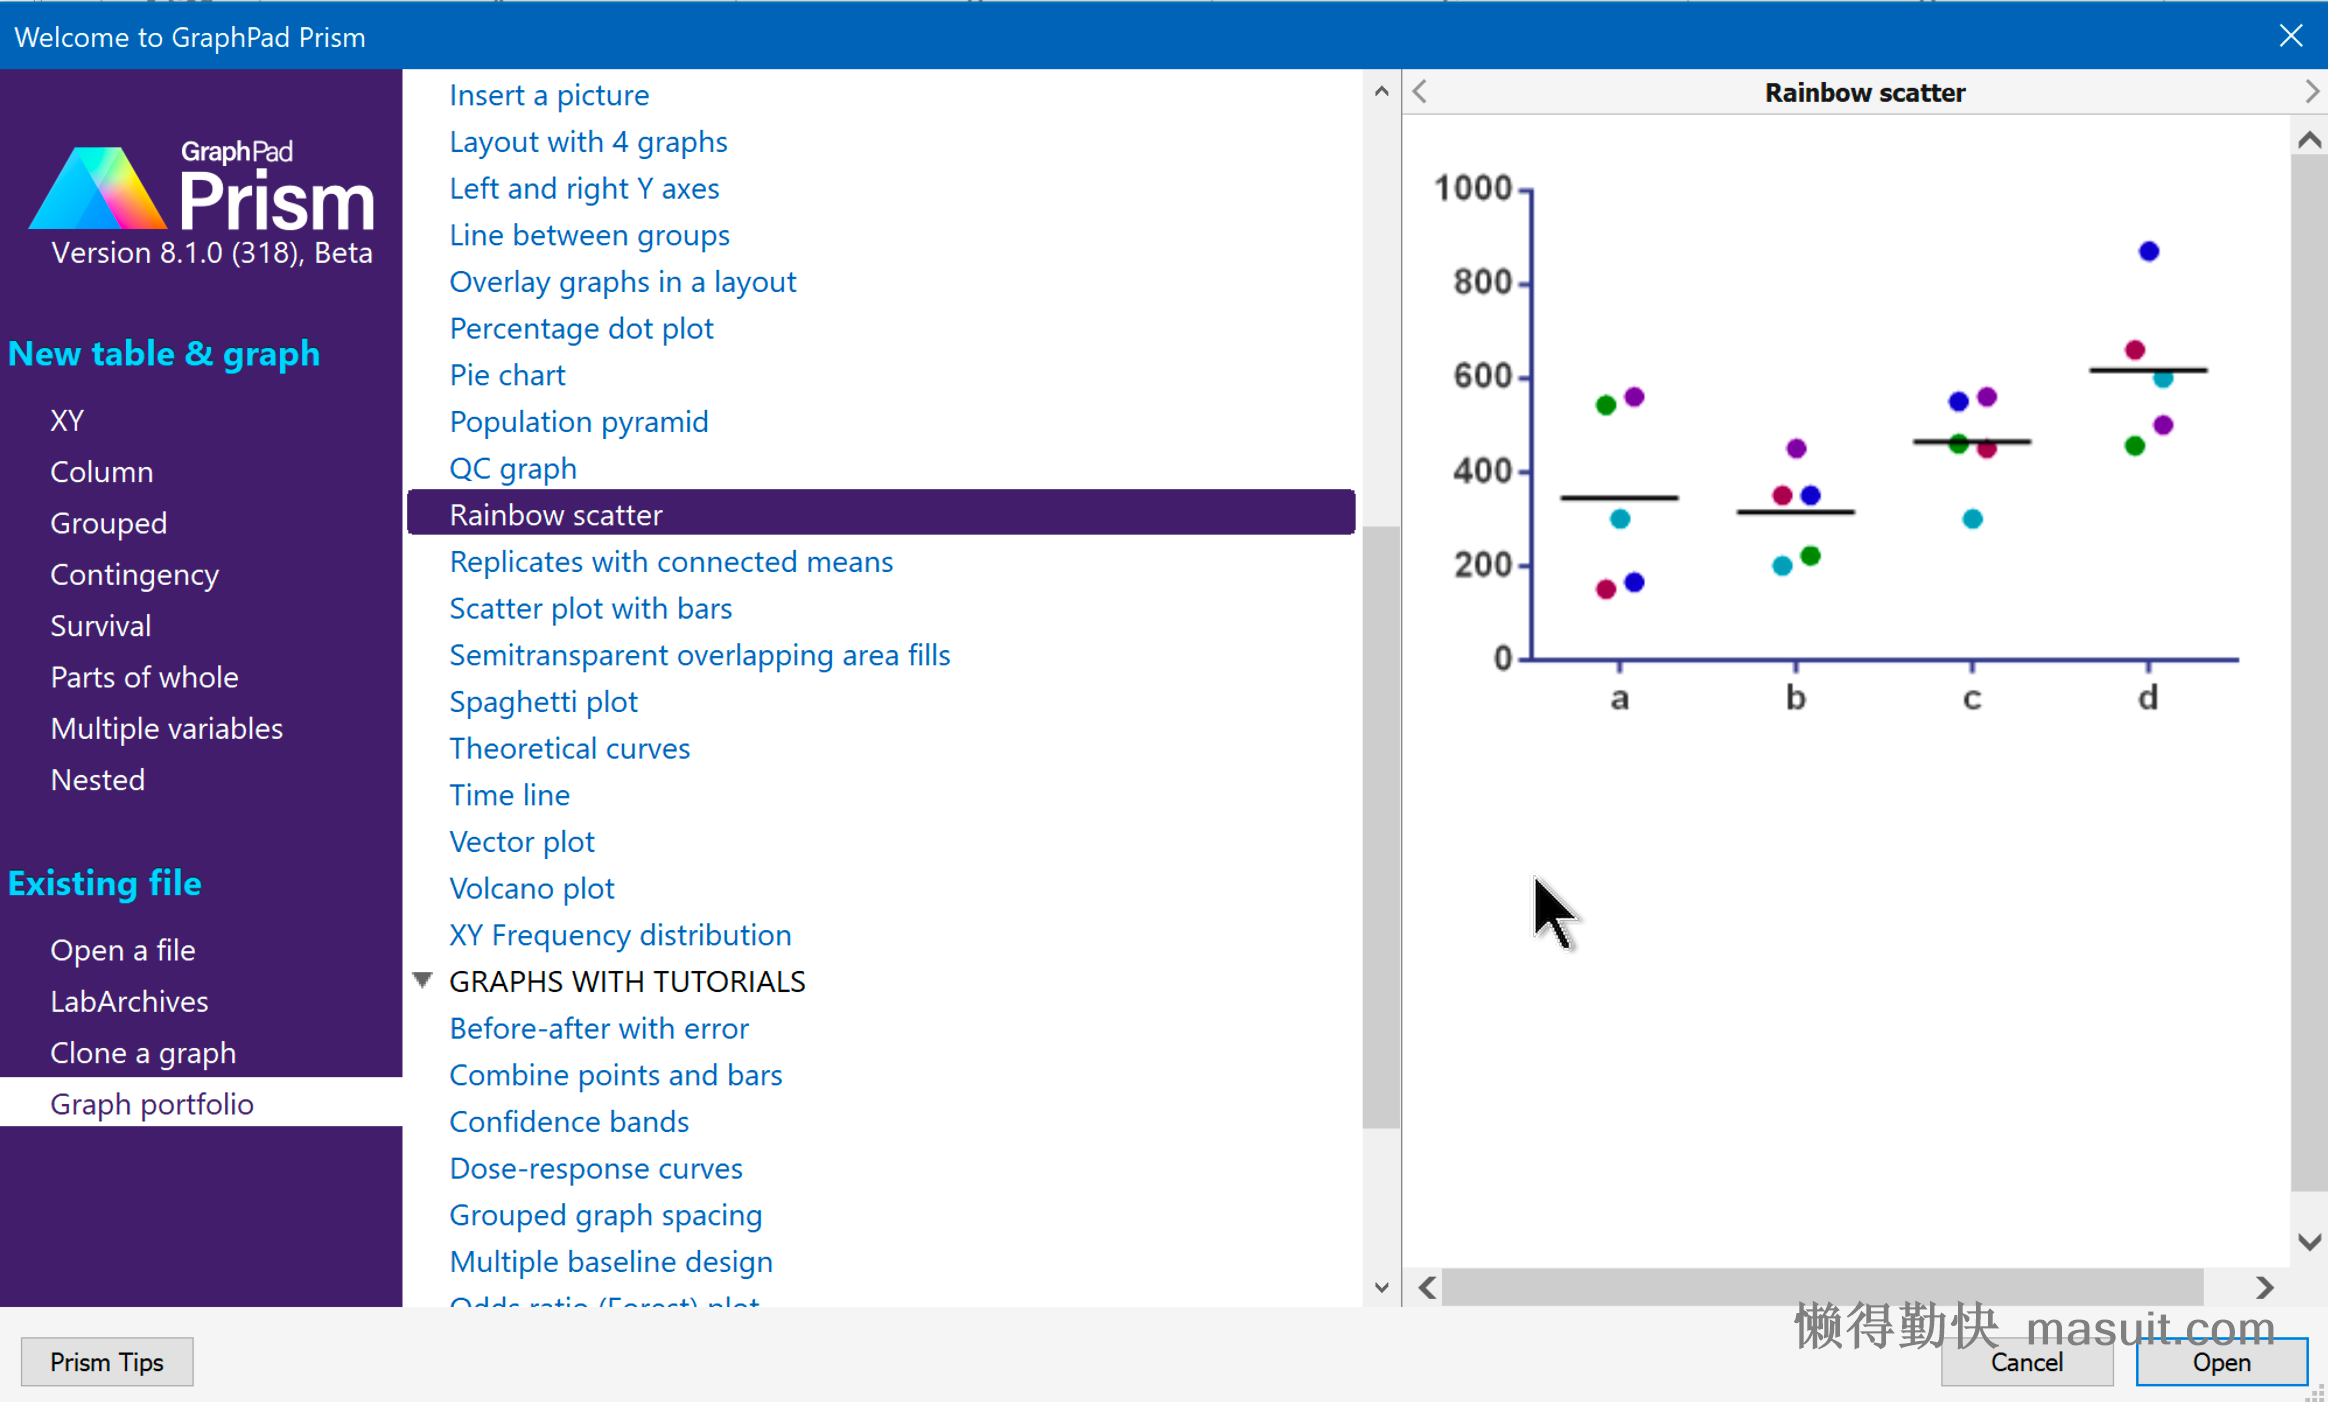 Welcome to GraphPad Prism
GraphPad
Prism
Version 8.1.0 (318), Beta
New table & graph
XY
Column
Grouped
Contingency
Survival
Parts of whole
Multiple variables
Nested
Existing file
Open a file
LabArchives
Clone a graph
Graph portfolio
Insert a picture
Layout with 4 graphs
Left and right Y axes
Line between groups
Overlay graphs in a layout
Percentage dot plot
Pie chart
Population pyramid
QC graph
Rainbow scatter
Replicates with connected means
Scatter plot with bars
Semitransparent overlapping area fills
Spaghetti plot
Theoretical curves
Time line
Vector plot
Volcano plot
XY Frequency distribution
GRAPHS WITH TUTORIALS
Before-after with error
Combine points and bars
Confidence bands
Dose-response curves
Grouped graph spacing
Multiple baseline design
Odds ratio (Forest) plot
Rainbow scatter
1000
800
600
400
200
0
a b c d
懒得勤快 masuit.com
Prism Tips
Cancel
Open